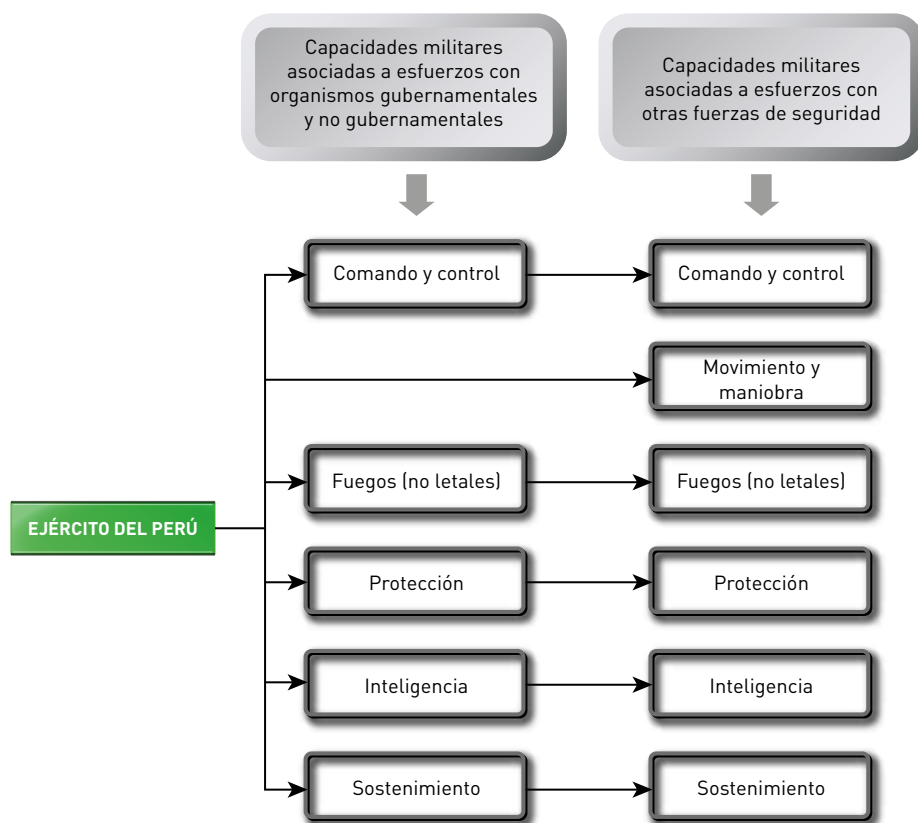 Capacidades militares
asociadas a esfuerzos con
organismos gubernamentales
y no gubernamentales
Capacidades militares
asociadas a esfuerzos con
otras fuerzas de seguridad
Comando y control
Comando y control
Movimiento y
maniobra
Fuegos (no letales)
Fuegos (no letales)
EJÉRCITO DEL PERÚ
Protección
Protección
Inteligencia
Inteligencia
Sostenimiento
Sostenimiento